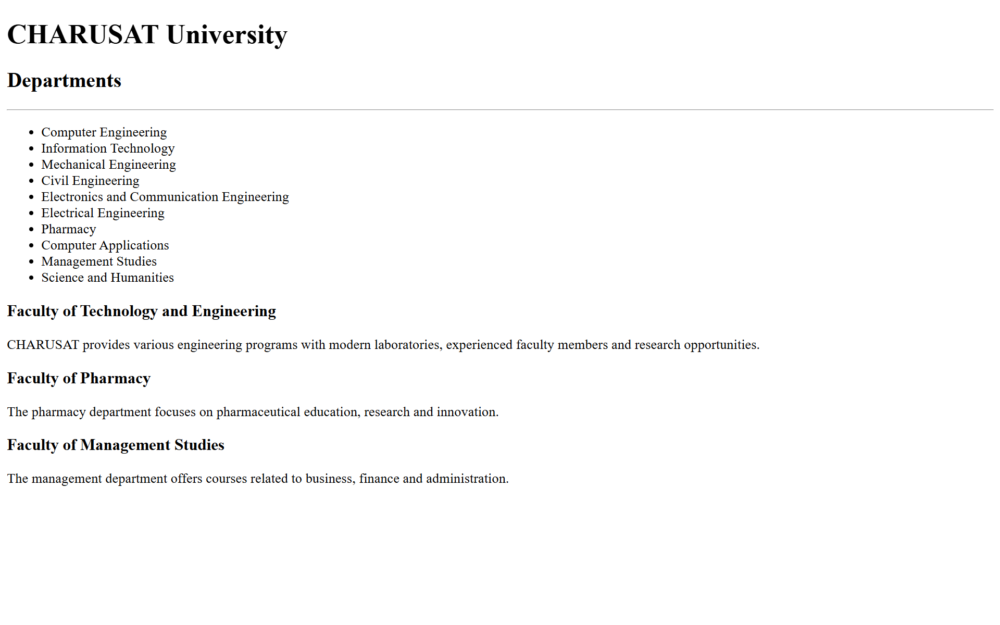 CHARUSAT University
Departments
Computer Engineering
Information Technology
Mechanical Engineering
Civil Engineering
Electronics and Communication Engineering
Electrical Engineering
Pharmacy
Computer Applications
Management Studies
Science and Humanities
Faculty of Technology and Engineering
CHARUSAT provides various engineering programs with modern laboratories, experienced faculty members and research opportunities.
Faculty of Pharmacy
The pharmacy department focuses on pharmaceutical education, research and innovation.
Faculty of Management Studies
The management department offers courses related to business, finance and administration.